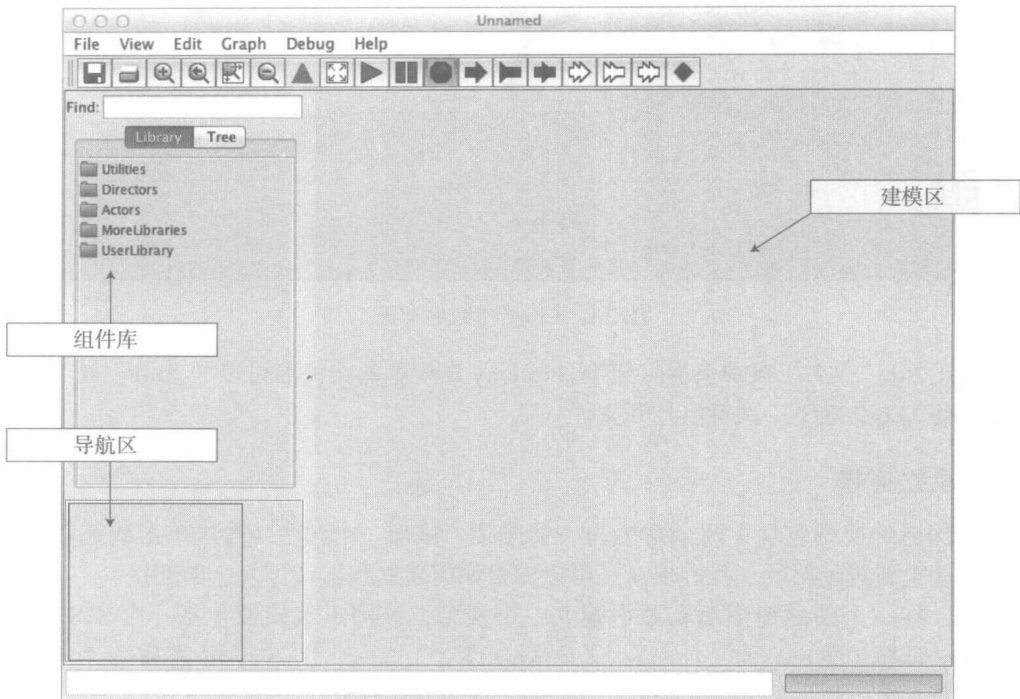 Unnamed
File View Edit Graph Debug Help
Find:
Library Tree
Utilities
Directors
Actors
MoreLibraries
UserLibrary
建模区
组件库
导航区